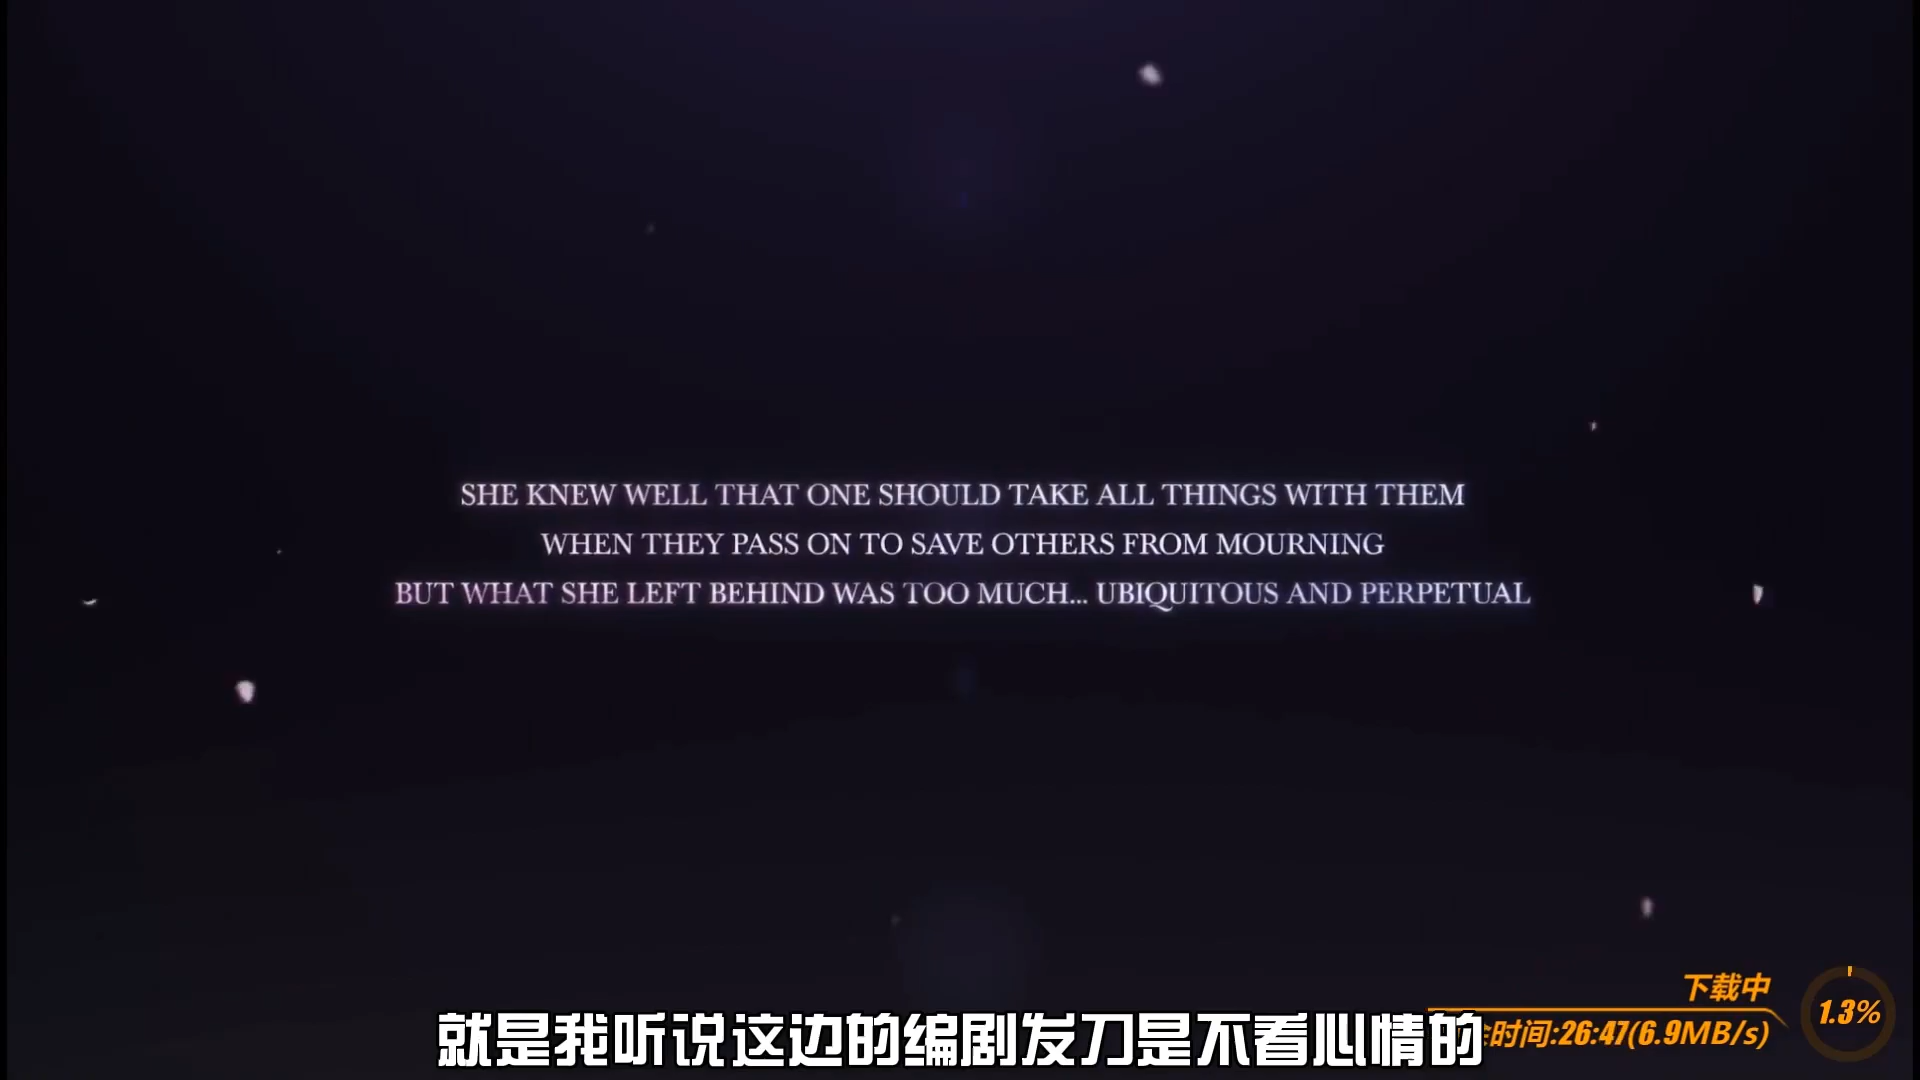 SHE KNEW WELL THAT ONE SHOULD TAKE ALL THINGS WITH THEM
WHEN THEY PASS ON TO SAVE OTHERS FROM MOURNING
BUT WHAT SHE LEFT BEHIND WAS TOO MUCH... UBIQUITOUS AND PERPETUAL
下载中
时间:26:47(6.9MB/s)
1.3%
就是我听说这边的编剧发刀是不看心情的